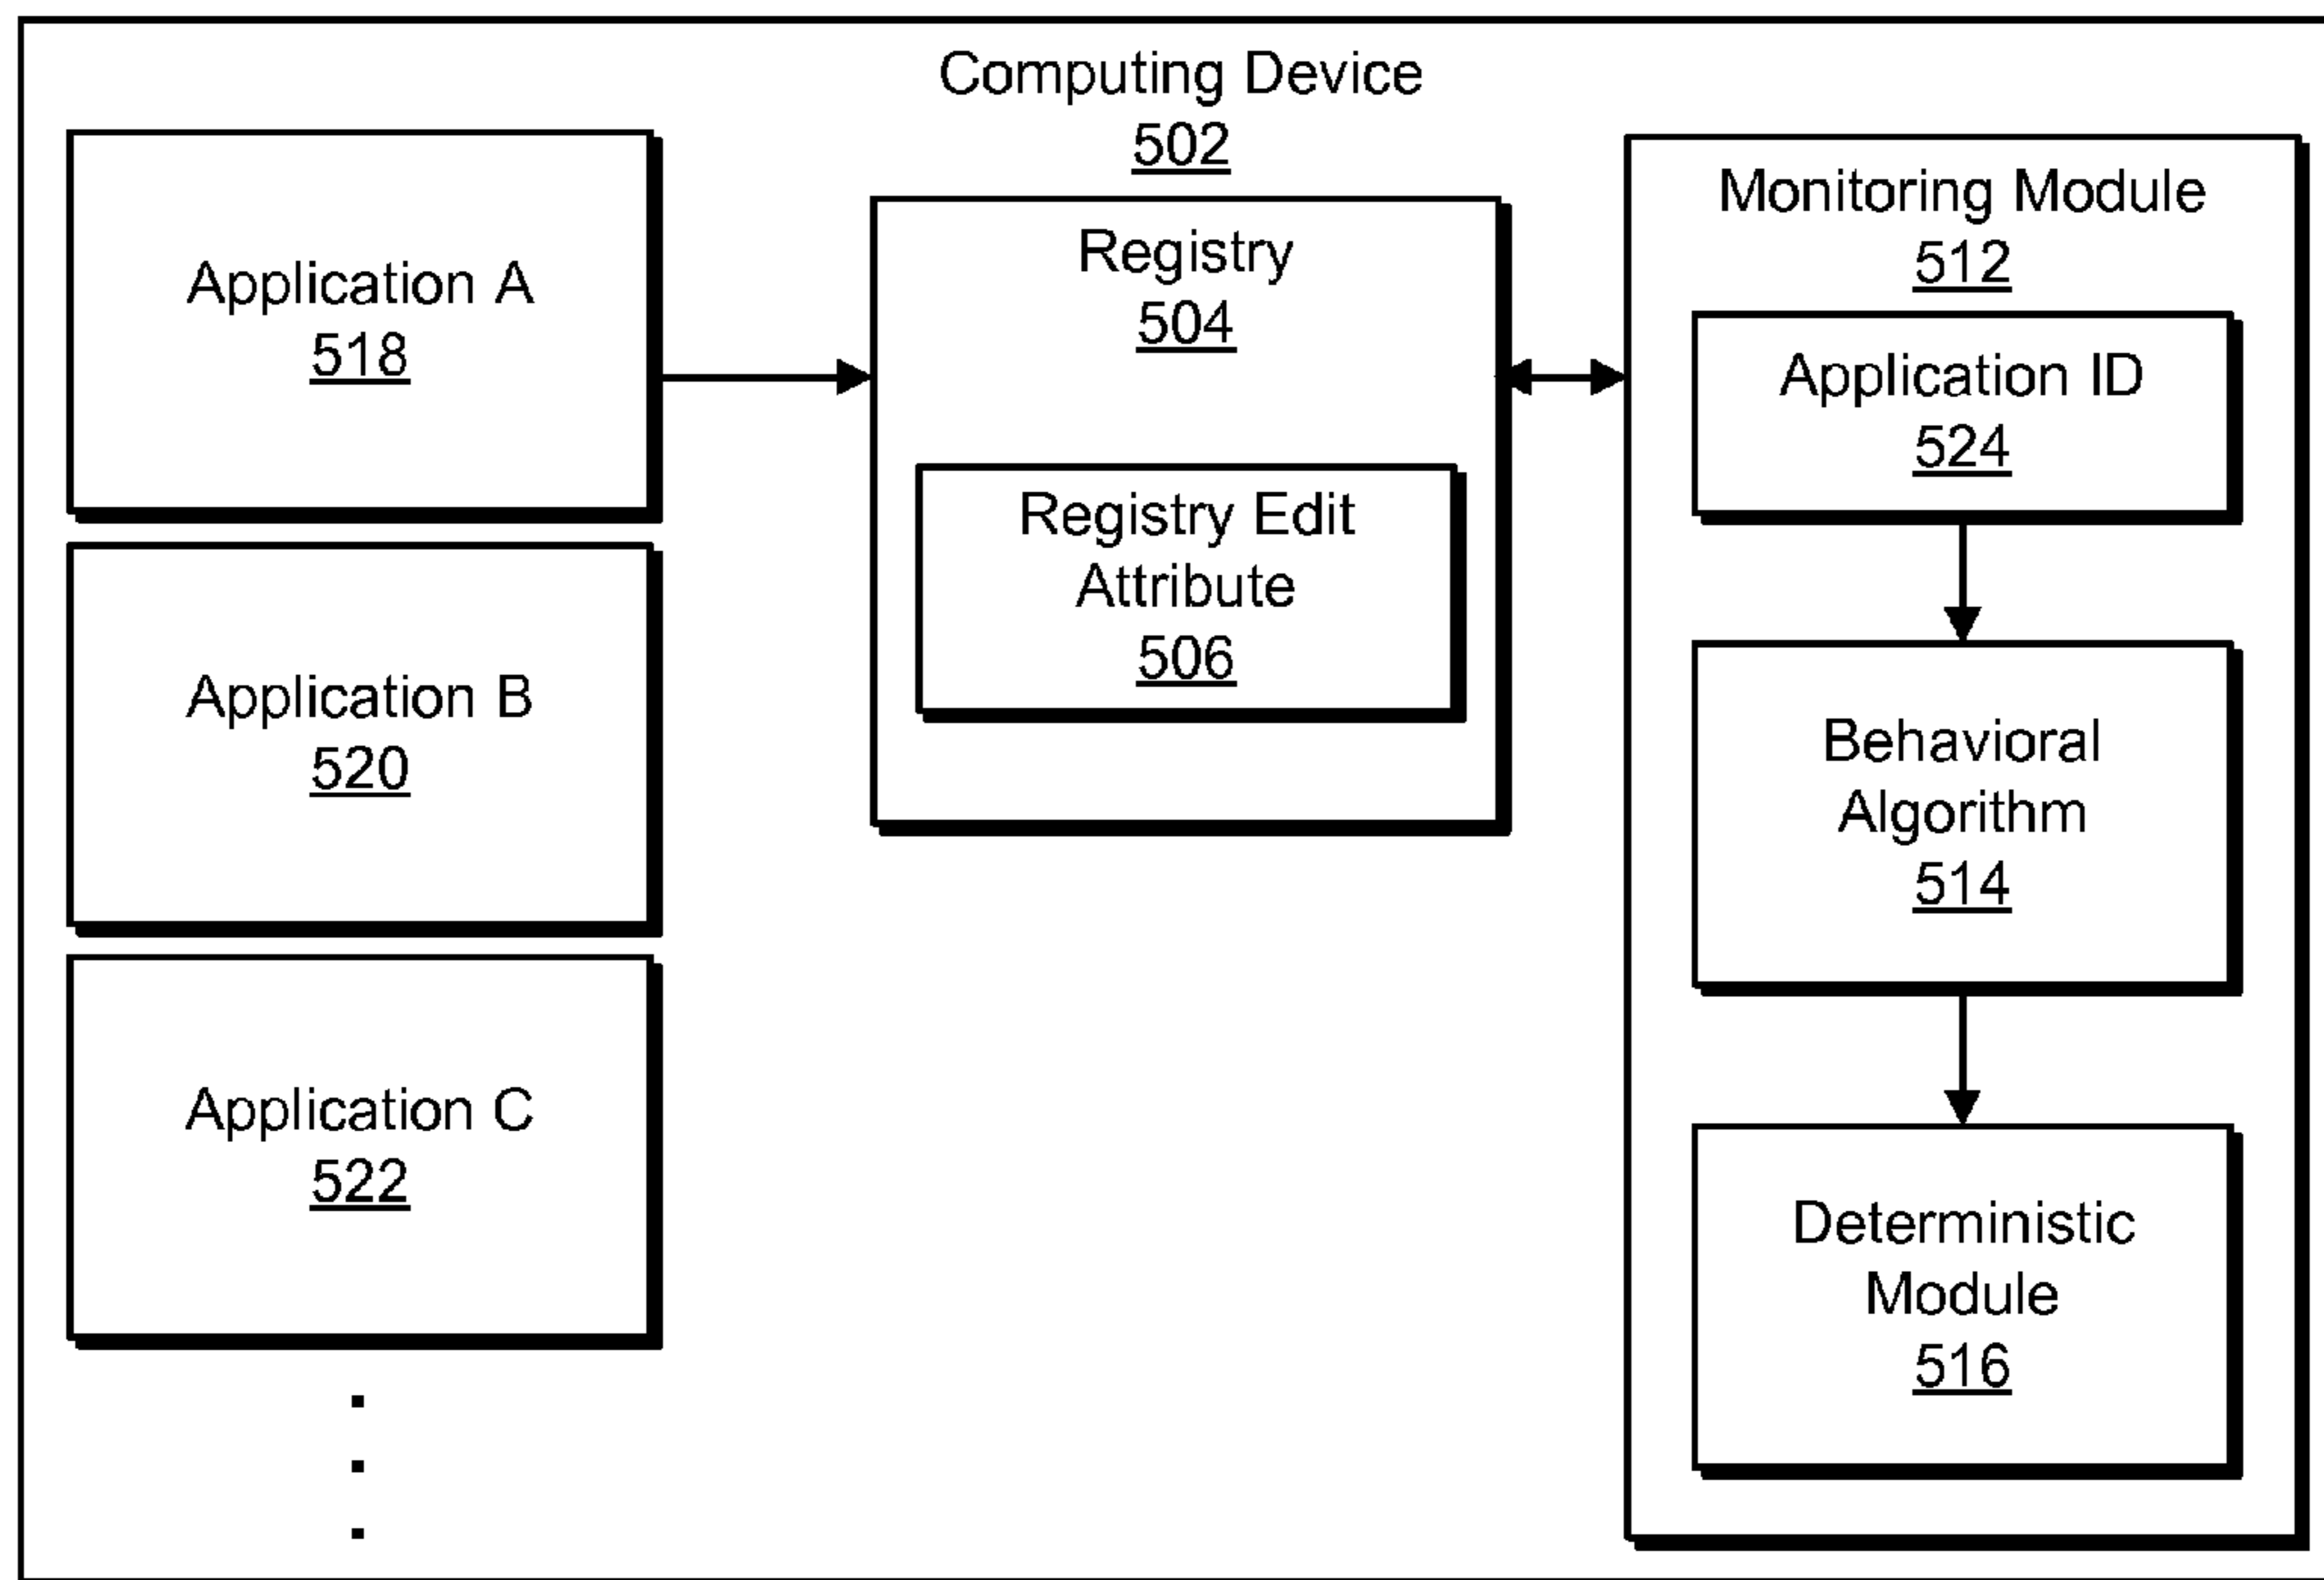 Computing Device
502
Application A
518
Application B
520
Application C
522
Registry
504
Registry Edit
Attribute
506
Monitoring Module
512
Application ID
524
Behavioral
Algorithm
514
Deterministic
Module
516